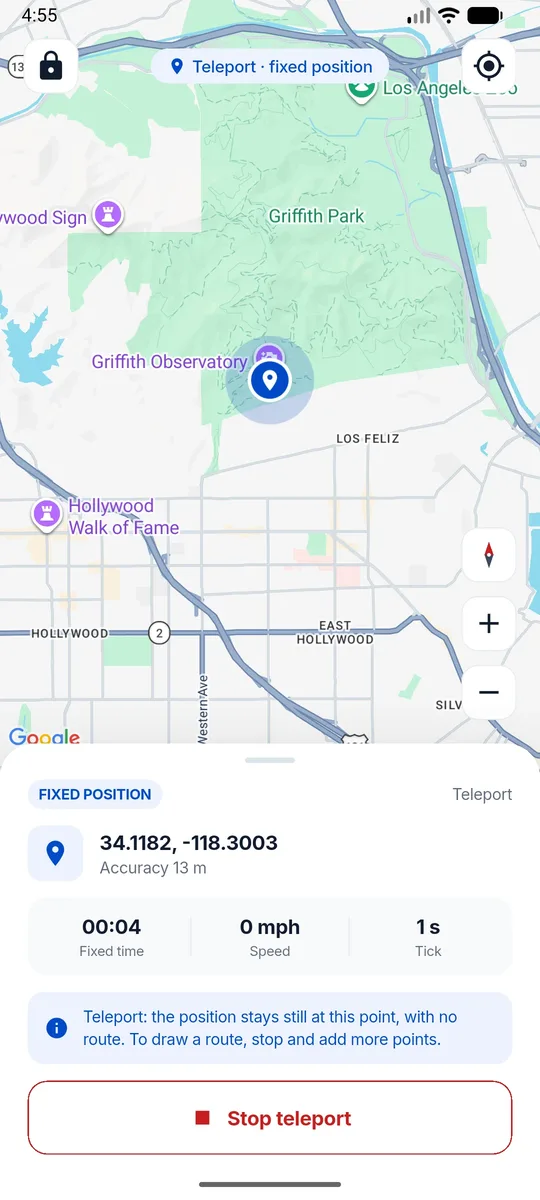 4:55
13
Teleport · fixed position
Los Angeles Zoo
Griffith Park
ywood Sign
Griffith Observatory
LOS FELIZ
Hollywood
Walk of Fame
HOLLYWOOD
2
EAST
HOLLYWOOD
Western Ave
SILV
Google
FIXED POSITION
Teleport
34.1182, -118.3003
Accuracy 13 m
00:04
0 mph
1 s
Fixed time
Speed
Tick
Teleport: the position stays still at this point, with no
route. To draw a route, stop and add more points.
Stop teleport